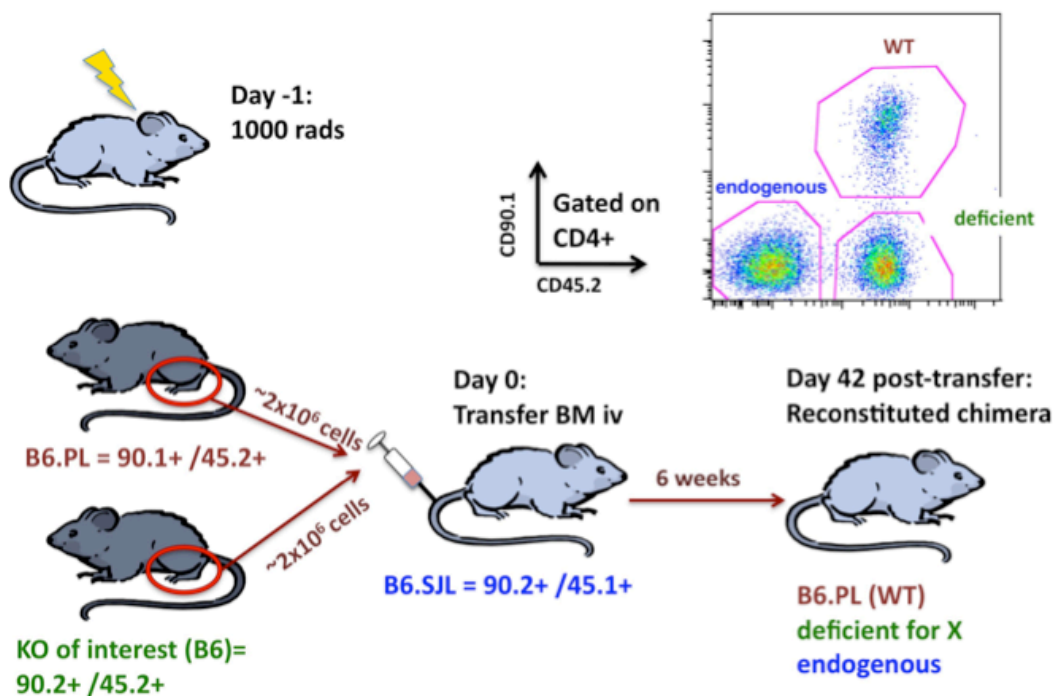 Day -1:
1000 rads
WT
endogenous
deficient
CD90.1
Gated on
CD4+
CD45.2
~2x10⁶ cells
B6.PL = 90.1+ /45.2+
~2x10⁶ cells
KO of interest (B6)=
90.2+ /45.2+
Day 0:
Transfer BM iv
B6.SJL = 90.2+ /45.1+
6 weeks
Day 42 post-transfer:
Reconstituted chimera
B6.PL (WT)
deficient for X
endogenous